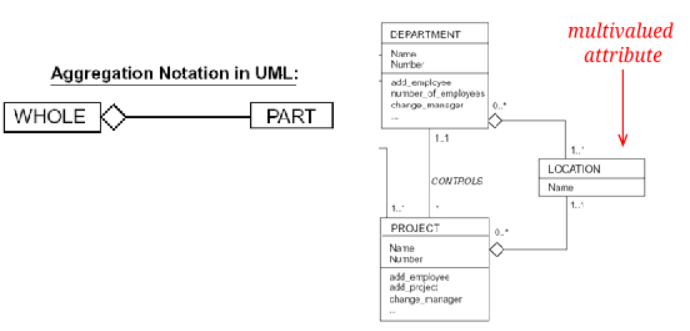 Aggregation Notation in UML:
WHOLE
PART
multivalued
attribute
DEPARTMENT
Name
Number
add_employee
number_of_employees
change_manager
...
0..*
1..1
1..*
LOCATION
Name
CONTROLS
1..1
1..*
*
PROJECT
Name
Number
0..*
add_employee
add_project
change_manager
...